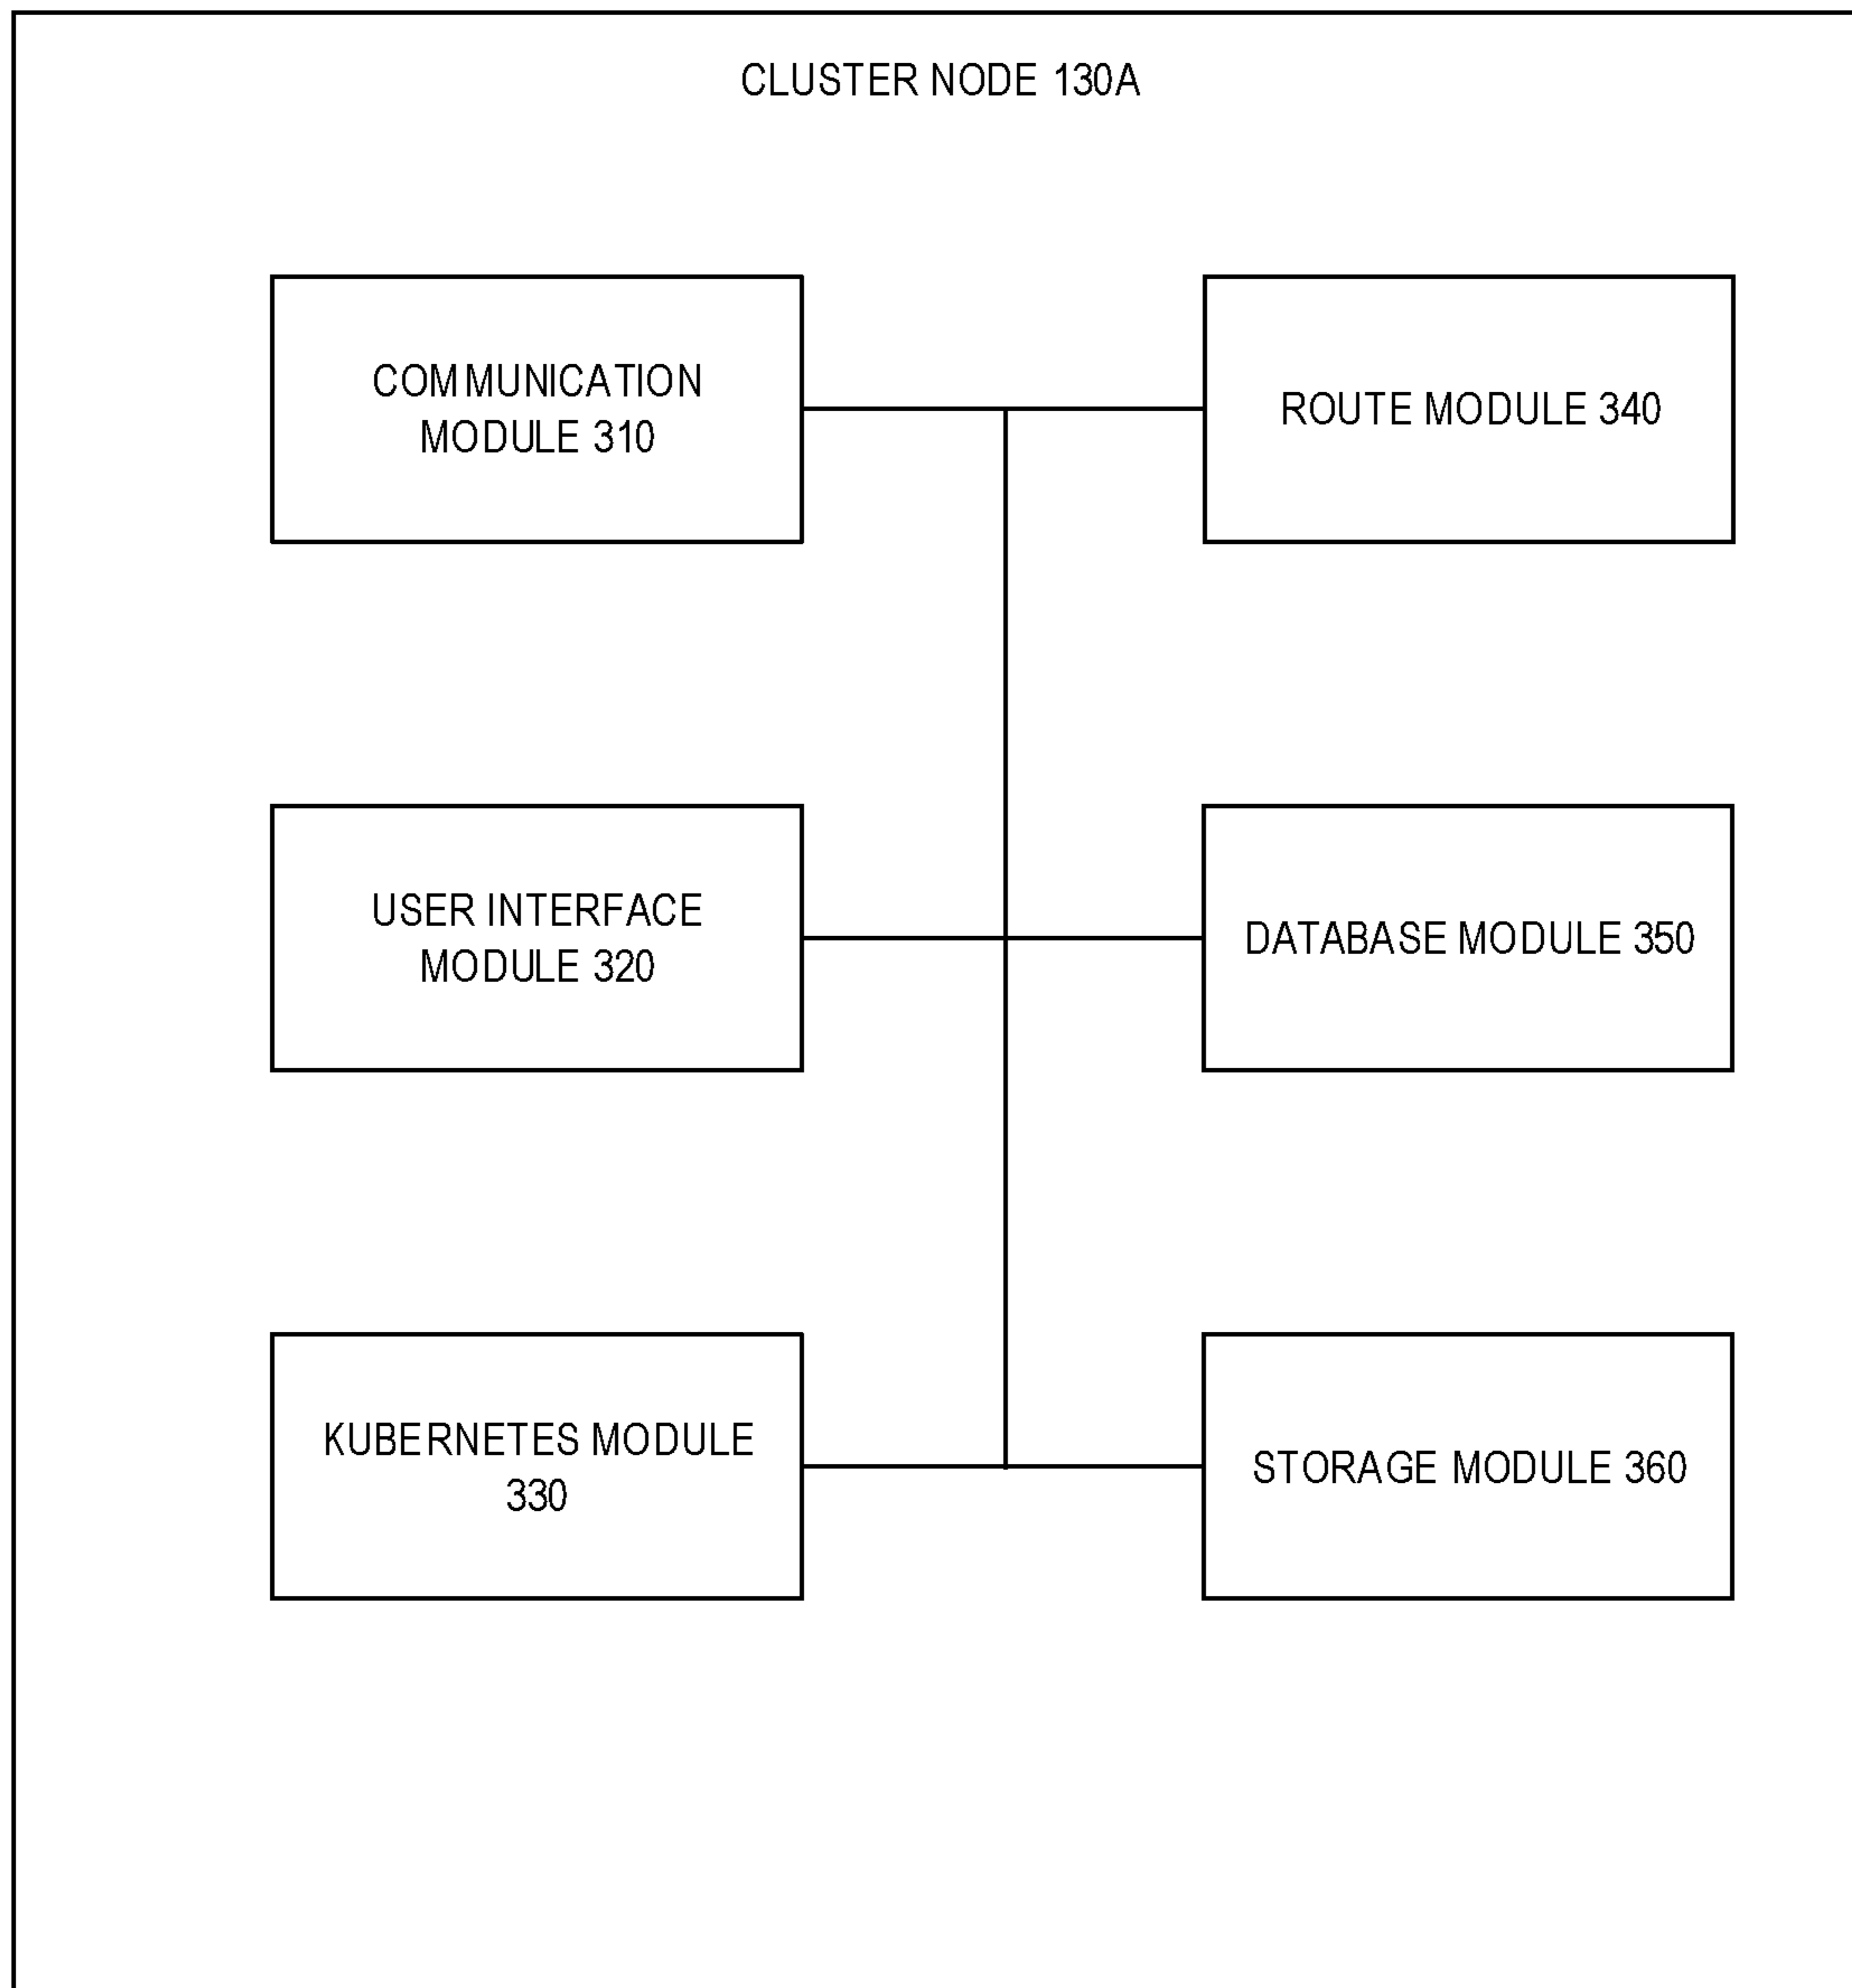 CLUSTER NODE 130A
COMMUNICATION
MODULE 310
ROUTE MODULE 340
USER INTERFACE
MODULE 320
DATABASE MODULE 350
KUBERNETES MODULE
330
STORAGE MODULE 360